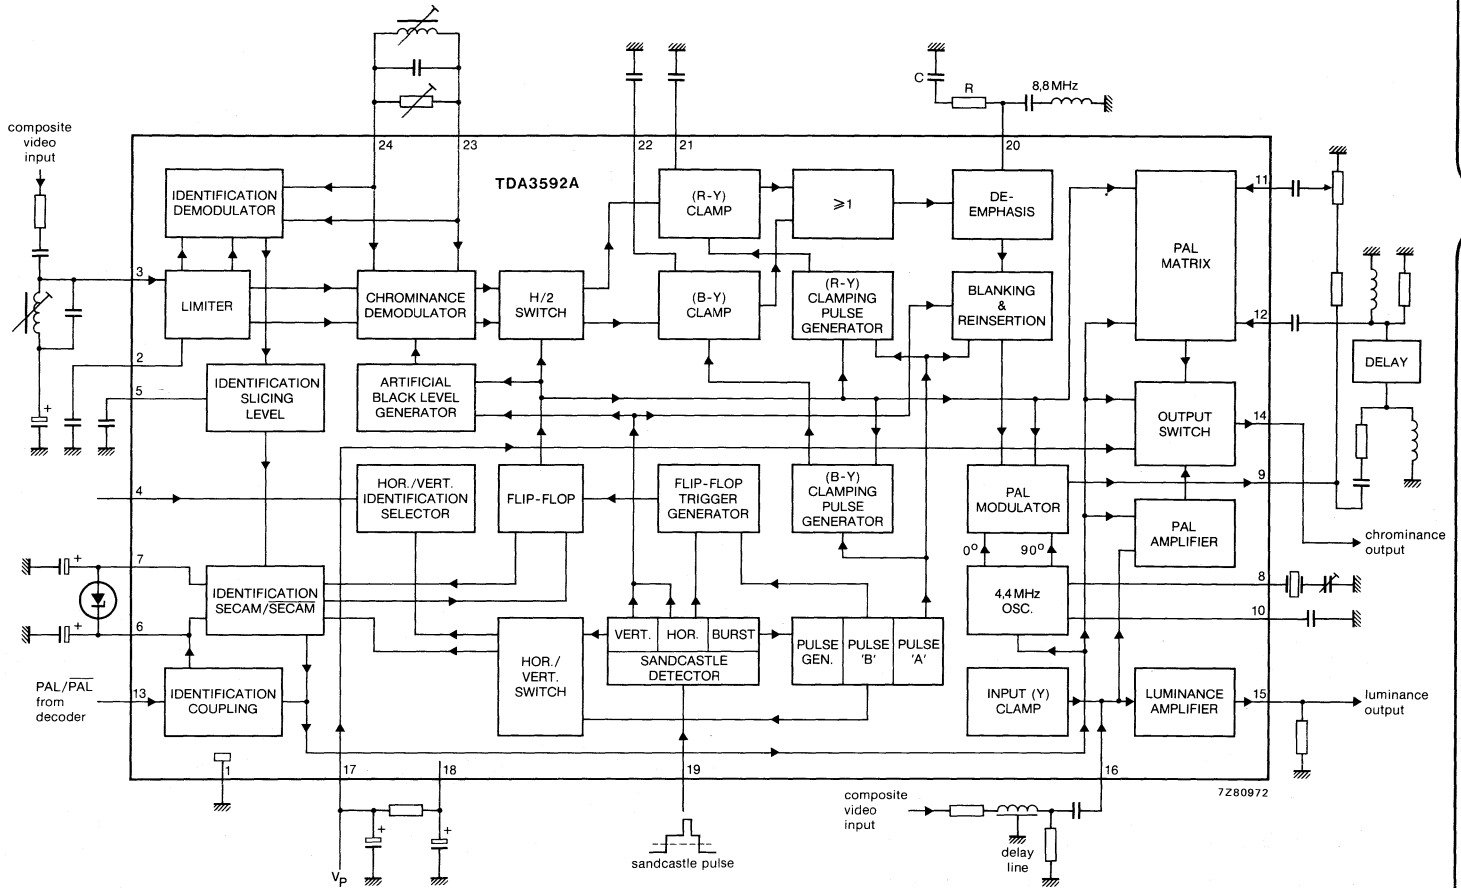 8,8 MHz
C
R
composite
video
input
24
23
22
21
20
TDA3592A
IDENTIFICATION
DEMODULATOR
(R-Y)
CLAMP
⩾1
DE-
EMPHASIS
PAL
MATRIX
11
3
LIMITER
CHROMINANCE
DEMODULATOR
H/2
SWITCH
(B-Y)
CLAMP
(R-Y)
CLAMPING
PULSE
GENERATOR
BLANKING
&
REINSERTION
12
2
5
IDENTIFICATION
SLICING
LEVEL
ARTIFICIAL
BLACK LEVEL
GENERATOR
DELAY
OUTPUT
SWITCH
14
4
HOR./VERT.
IDENTIFICATION
SELECTOR
FLIP-FLOP
FLIP-FLOP
TRIGGER
GENERATOR
(B-Y)
CLAMPING
PULSE
GENERATOR
PAL
MODULATOR
9
PAL
AMPLIFIER
chrominance
output
0°
90°
7
IDENTIFICATION
SECAM/S̅E̅C̅A̅M̅
6
4,4 MHz
OSC.
8
10
VERT.
HOR.
BURST
SANDCASTLE
DETECTOR
PULSE
GEN.
PULSE
'B'
PULSE
'A'
HOR./
VERT.
SWITCH
PAL/P̅A̅L̅
from
decoder
13
IDENTIFICATION
COUPLING
INPUT (Y)
CLAMP
LUMINANCE
AMPLIFIER
15
luminance
output
1
17
18
19
16
7Z80972
composite
video
input
delay
line
+
+
+
+
+
VP
sandcastle pulse